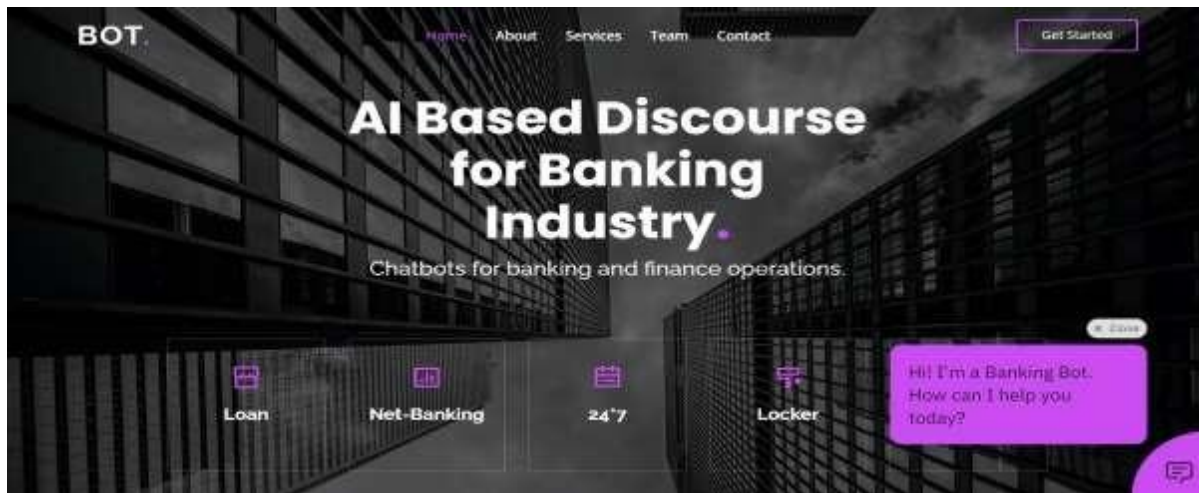 BOT.
Home About Services Team Contact
Get Started
AI Based Discourse
for Banking
Industry.
Chatbots for banking and finance operations.
× Close
Hi! I'm a Banking Bot.
How can I help you
today?
Loan Net-Banking 24*7 Locker